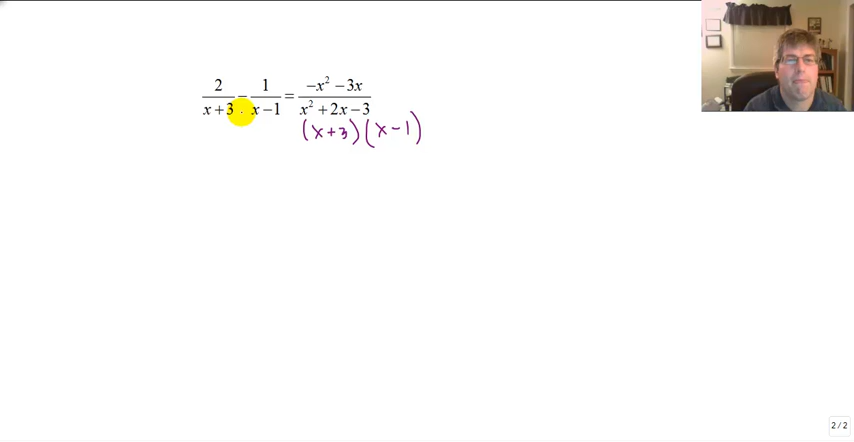 2/(x+3) − 1/(x−1) = (−x² − 3x)/(x² + 2x − 3)
(x+3)(x−1)
2/2